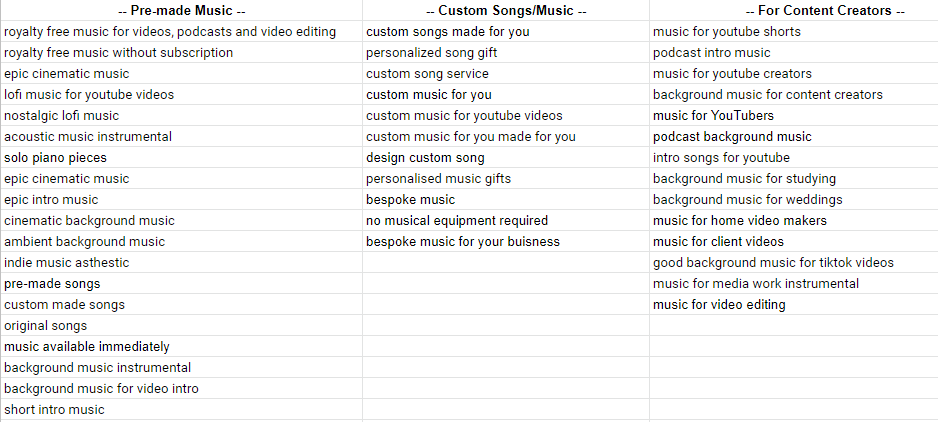 -- Pre-made Music -- -- Custom Songs/Music -- -- For Content Creators --
royalty free music for videos, podcasts and video editing custom songs made for you music for youtube shorts
royalty free music without subscription personalized song gift podcast intro music
epic cinematic music custom song service music for youtube creators
lofi music for youtube videos custom music for you background music for content creators
nostalgic lofi music custom music for youtube videos music for YouTubers
acoustic music instrumental custom music for you made for you podcast background music
solo piano pieces design custom song intro songs for youtube
epic cinematic music personalised music gifts background music for studying
epic intro music bespoke music background music for weddings
cinematic background music no musical equipment required music for home video makers
ambient background music bespoke music for your buisness music for client videos
indie music asthestic good background music for tiktok videos
pre-made songs music for media work instrumental
custom made songs music for video editing
original songs
music available immediately
background music instrumental
background music for video intro
short intro music